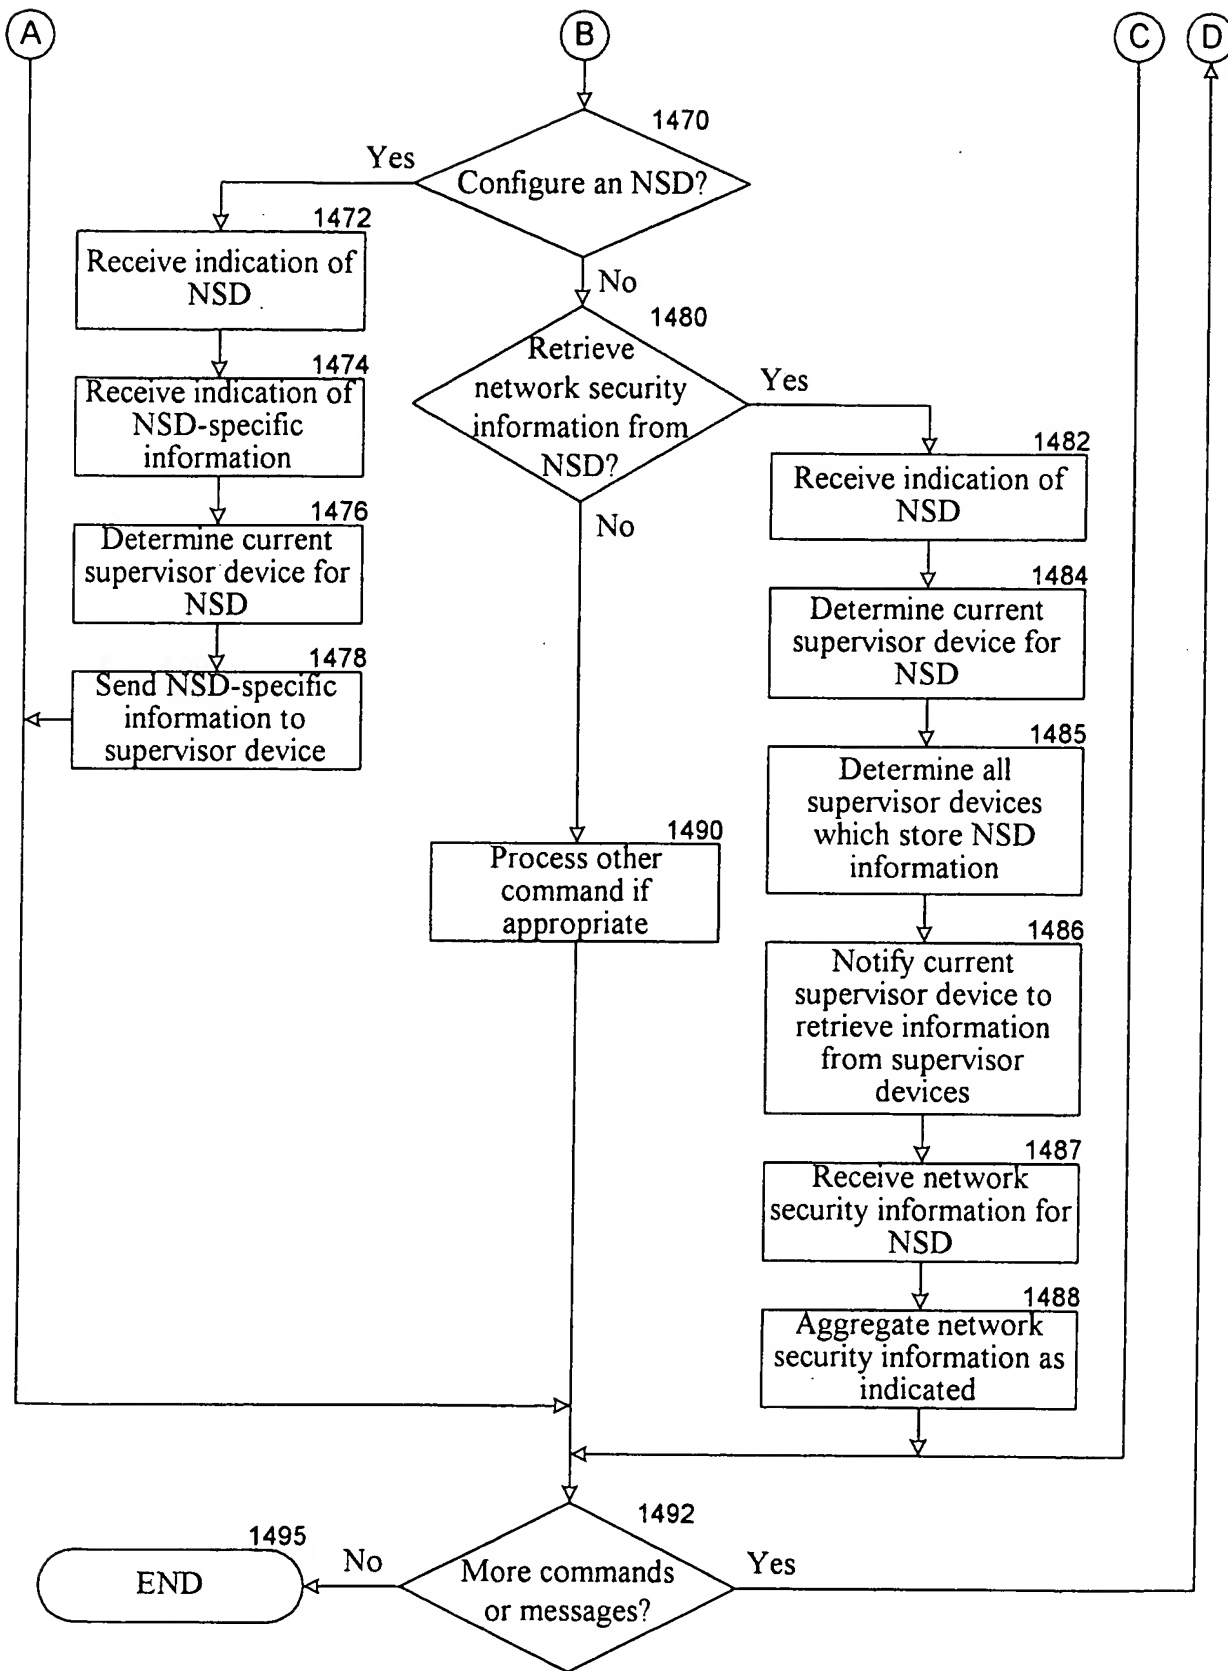 A
B
C
D
1470
Yes
Configure an NSD?
1472
Receive indication of
NSD
No
1480
Retrieve
network security
information from
NSD?
Yes
1474
Receive indication of
NSD-specific
information
1482
Receive indication of
NSD
1476
Determine current
supervisor device for
NSD
No
1484
Determine current
supervisor device for
NSD
1478
Send NSD-specific
information to
supervisor device
1485
Determine all
supervisor devices
which store NSD
information
1490
Process other
command if
appropriate
1486
Notify current
supervisor device to
retrieve information
from supervisor
devices
1487
Receive network
security information for
NSD
1488
Aggregate network
security information as
indicated
1492
More commands
or messages?
Yes
No
1495
END